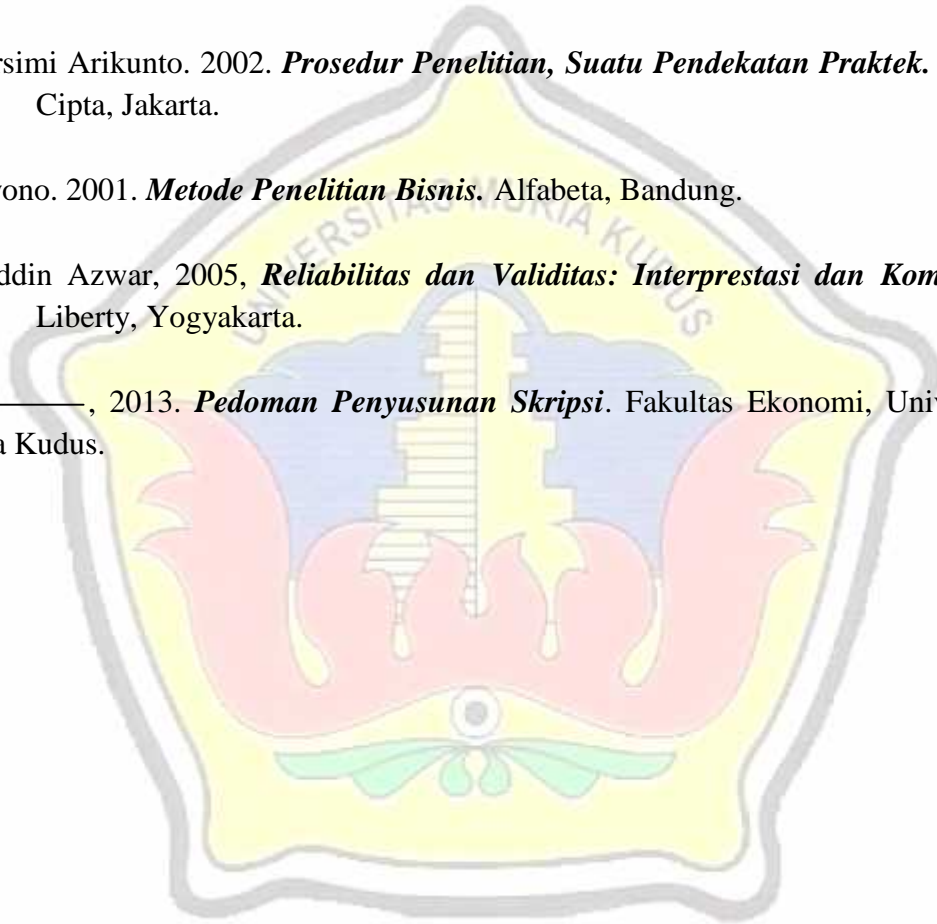 rsimi Arikunto. 2002. Prosedur Penelitian, Suatu Pendekatan Praktek.
Cipta, Jakarta.
yono. 2001. Metode Penelitian Bisnis. Alfabeta, Bandung.
ddin Azwar, 2005, Reliabilitas dan Validitas: Interprestasi dan Kom
Liberty, Yogyakarta.
, 2013. Pedoman Penyusunan Skripsi. Fakultas Ekonomi, Univ
a Kudus.
UNIVERSITAS MURIA KUDUS